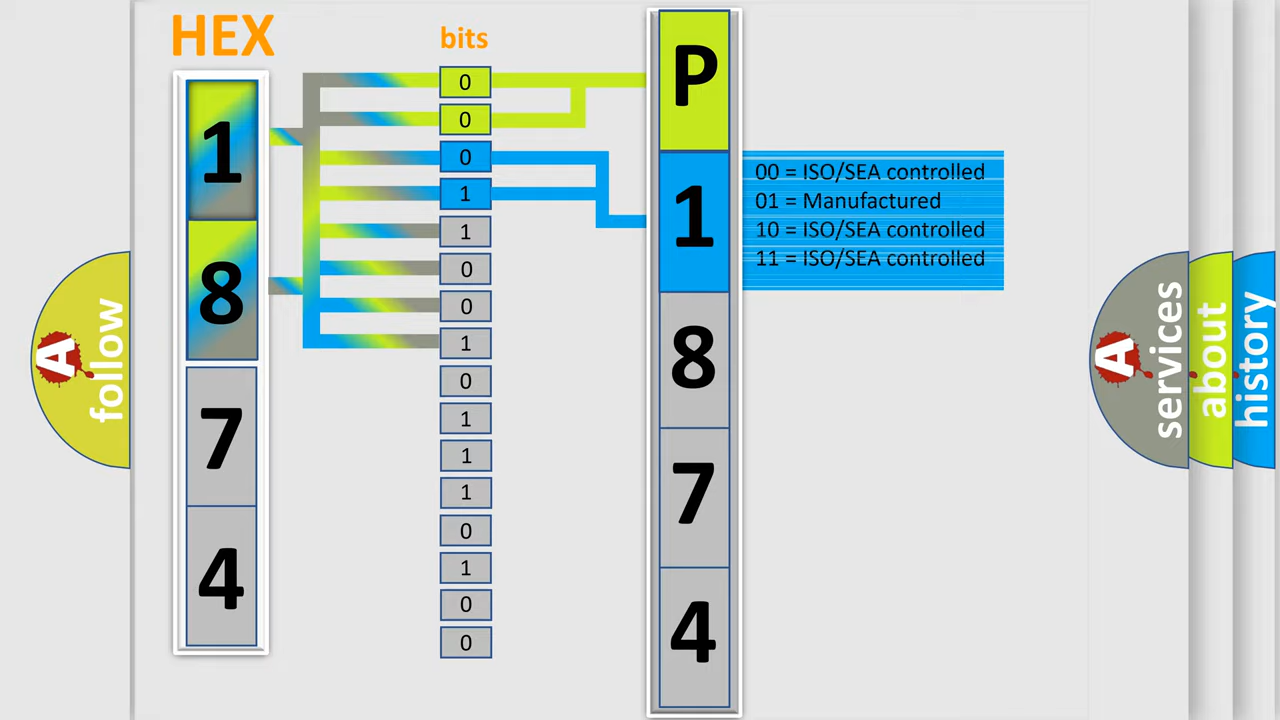 HEX
1
8
7
4
bits
0
0
0
1
1
0
0
1
0
1
1
1
0
1
0
0
P
1
8
7
4
00 = ISO/SEA controlled
01 = Manufactured
10 = ISO/SEA controlled
11 = ISO/SEA controlled
A
follow
A
services
about
history